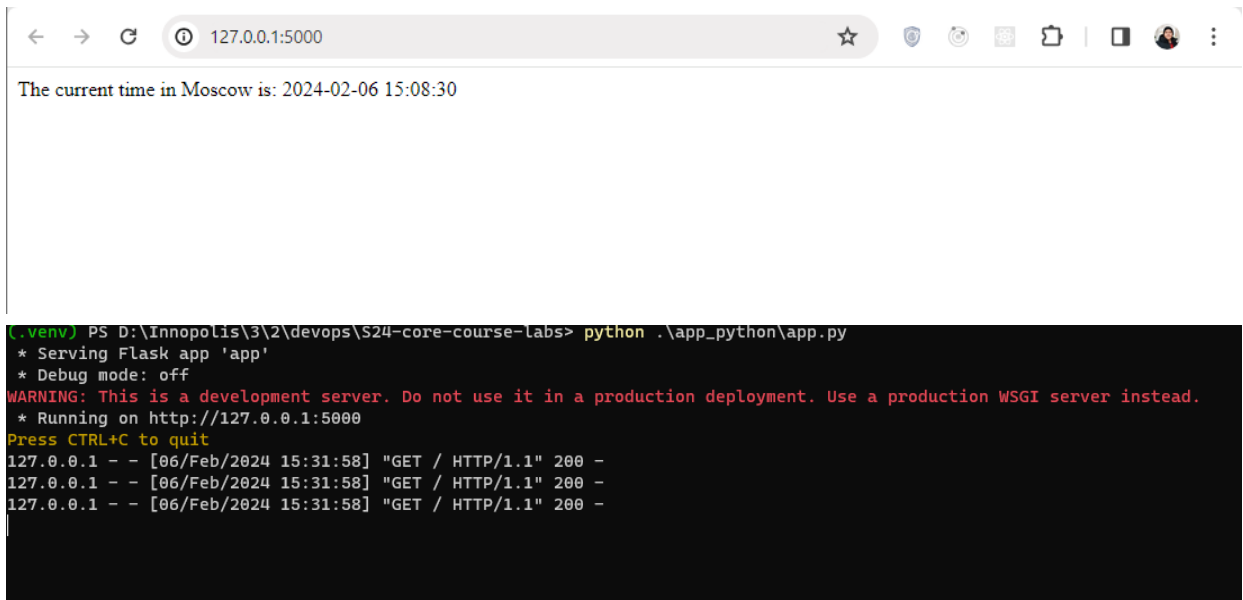 127.0.0.1:5000
The current time in Moscow is: 2024-02-06 15:08:30
(.venv) PS D:\Innopolis\3\2\devops\S24-core-course-labs> python .\app_python\app.py
 * Serving Flask app 'app'
 * Debug mode: off
WARNING: This is a development server. Do not use it in a production deployment. Use a production WSGI server instead.
 * Running on http://127.0.0.1:5000
Press CTRL+C to quit
127.0.0.1 - - [06/Feb/2024 15:31:58] "GET / HTTP/1.1" 200 -
127.0.0.1 - - [06/Feb/2024 15:31:58] "GET / HTTP/1.1" 200 -
127.0.0.1 - - [06/Feb/2024 15:31:58] "GET / HTTP/1.1" 200 -